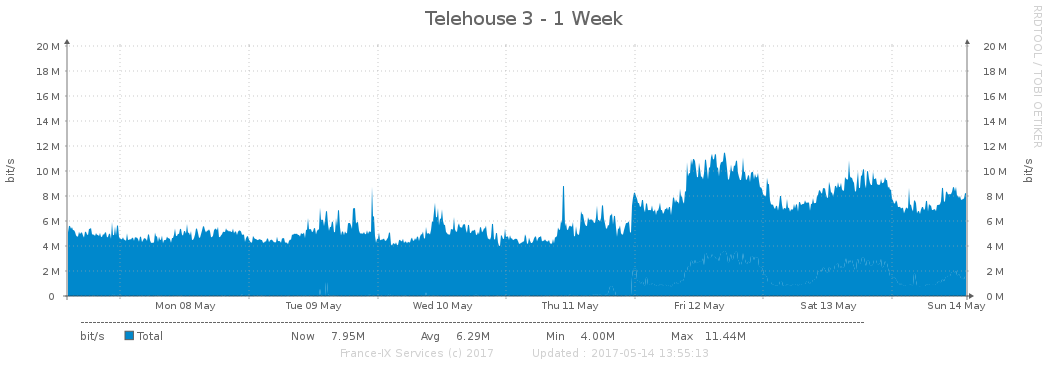 Telehouse 3 - 1 Week
RRDTOOL / TOBI OETIKER
20 M 20 M
18 M 18 M
16 M 16 M
14 M 14 M
12 M 12 M
10 M 10 M
8 M 8 M
6 M 6 M
4 M 4 M
2 M 2 M
0 0 M
bit/s bit/s
Mon 08 May Tue 09 May Wed 10 May Thu 11 May Fri 12 May Sat 13 May Sun 14 May
bit/s Total Now 7.95M Avg 6.29M Min 4.00M Max 11.44M
France-IX Services (c) 2017 Updated : 2017-05-14 13:55:13